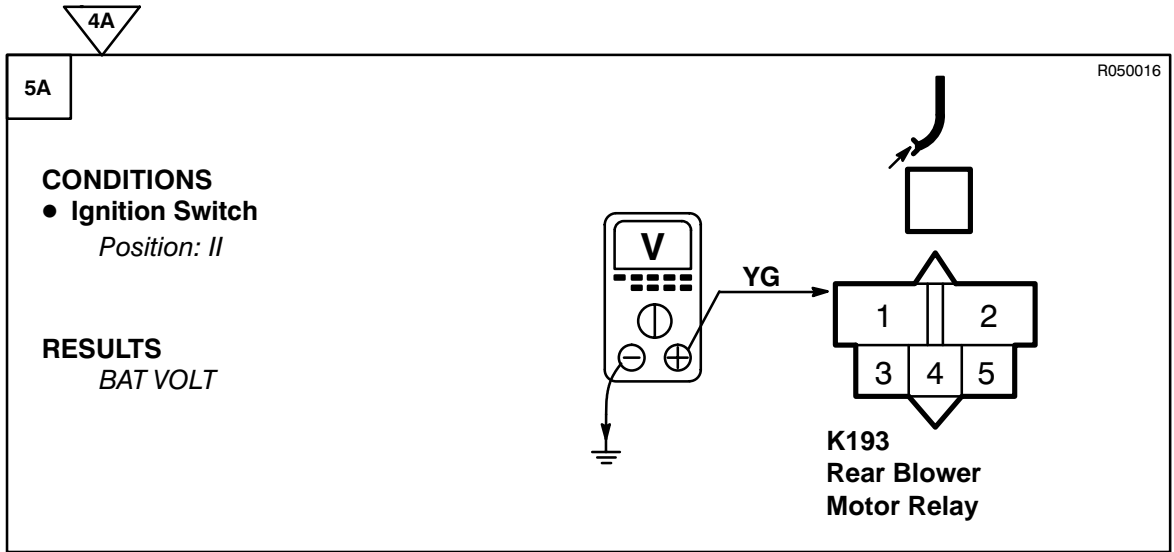 4A
5A
R050016
CONDITIONS
● Ignition Switch
Position: II
RESULTS
BAT VOLT
V
YG
1 2
3 4 5
K193
Rear Blower
Motor Relay